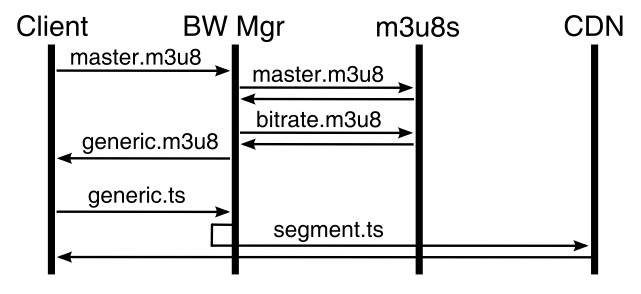 Client BW Mgr m3u8s CDN
master.m3u8
master.m3u8
bitrate.m3u8
generic.m3u8
generic.ts
segment.ts